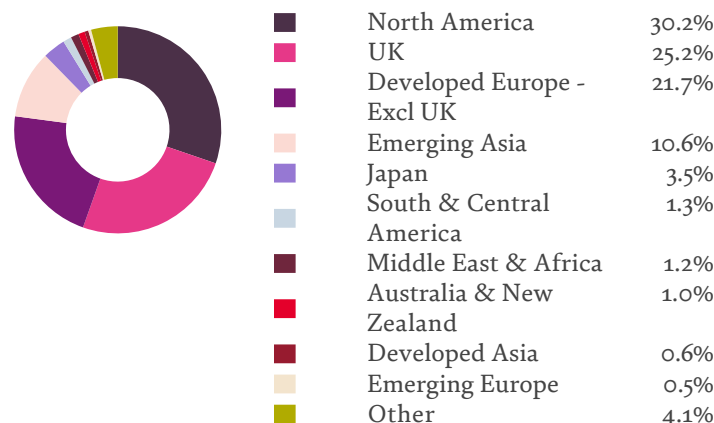 North America 30.2%
UK 25.2%
Developed Europe - 21.7%
Excl UK
Emerging Asia 10.6%
Japan 3.5%
South & Central 1.3%
America
Middle East & Africa 1.2%
Australia & New 1.0%
Zealand
Developed Asia 0.6%
Emerging Europe 0.5%
Other 4.1%